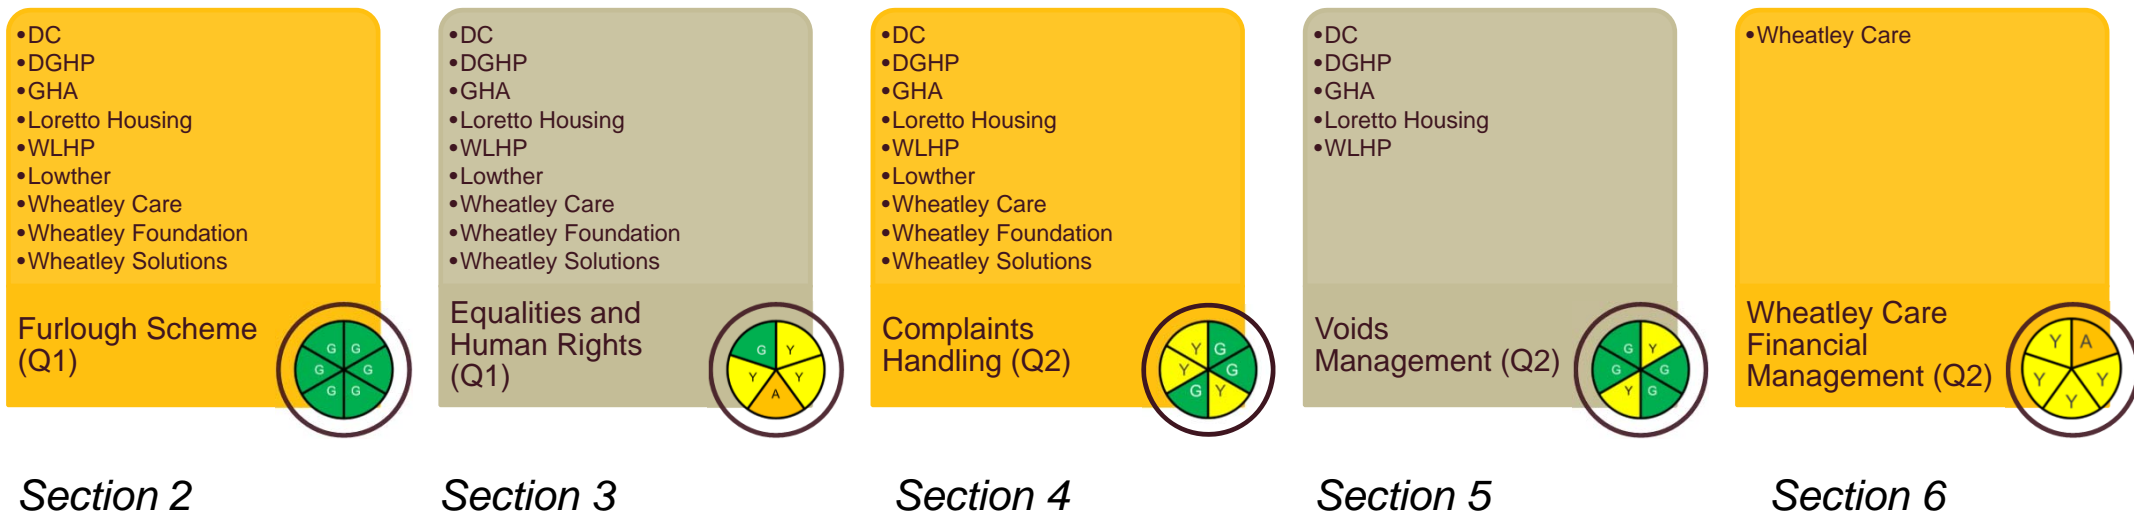 •DC
•DGHP
•GHA
•Loretto Housing
•WLHP
•Lowther
•Wheatley Care
•Wheatley Foundation
•Wheatley Solutions
Furlough Scheme
(Q1)
G G
G G
G G
Section 2
•DC
•DGHP
•GHA
•Loretto Housing
•WLHP
•Lowther
•Wheatley Care
•Wheatley Foundation
•Wheatley Solutions
Equalities and
Human Rights
(Q1)
G Y
Y Y
A
Section 3
•DC
•DGHP
•GHA
•Loretto Housing
•WLHP
•Lowther
•Wheatley Care
•Wheatley Foundation
•Wheatley Solutions
Complaints
Handling (Q2)
Y G
Y G
G Y
Section 4
•DC
•DGHP
•GHA
•Loretto Housing
•WLHP
Voids
Management (Q2)
G Y
G G
Y G
Section 5
•Wheatley Care
Wheatley Care
Financial
Management (Q2)
Y A
Y Y
Y
Section 6